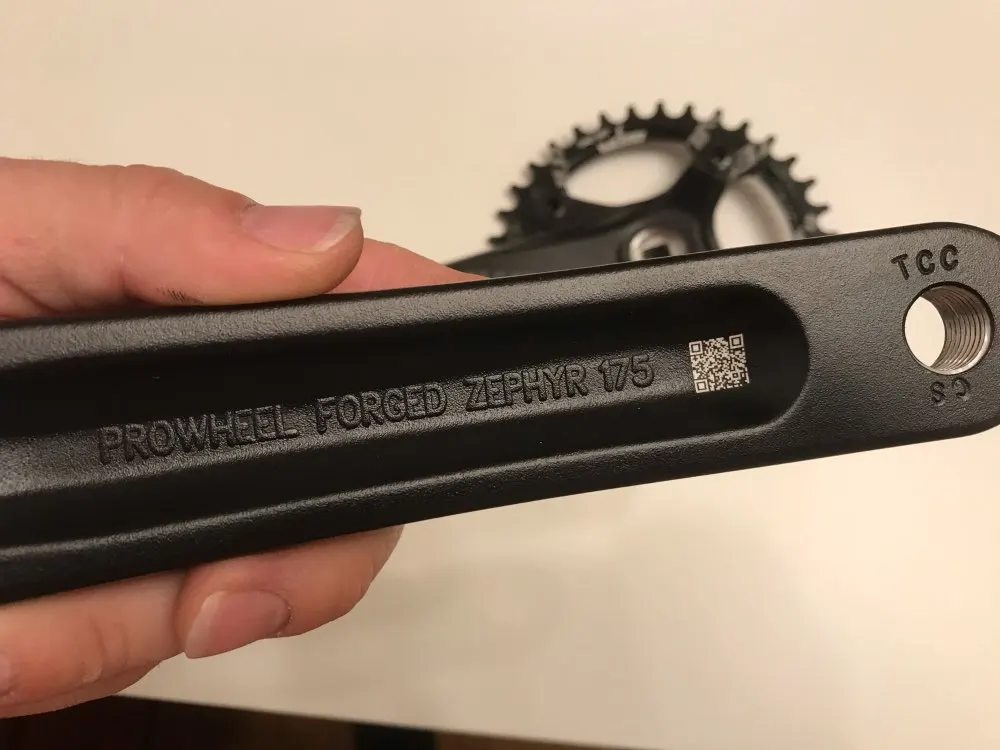 TCC
PROWHEEL FORGED ZEPHYR 175
CS